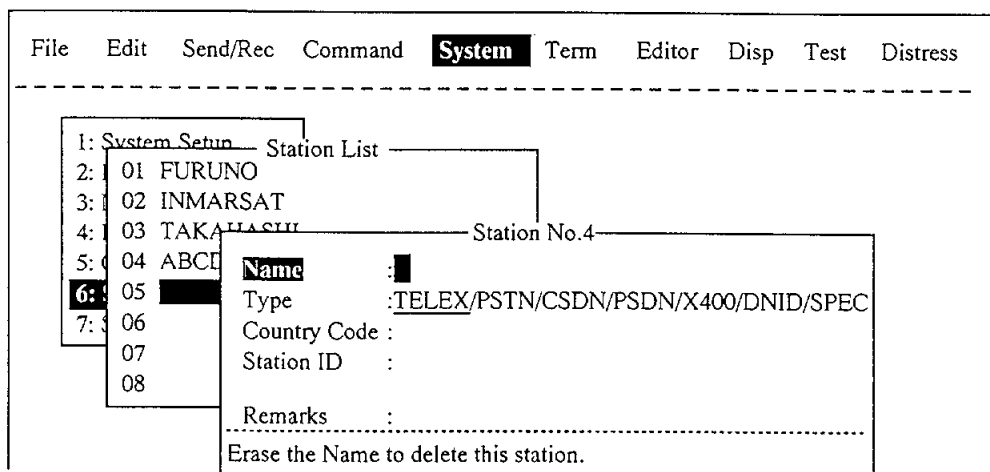 File Edit Send/Rec Command System Term Editor Disp Test Distress
1: System Setup
2:
3:
4:
5:
6:
7:
Station List
01 FURUNO
02 INMARSAT
03 TAKAHASHI
04 ABCD
05
06
07
08
Station No.4
Name :
Type :TELEX/PSTN/CSDN/PSDN/X400/DNID/SPEC
Country Code :
Station ID :
Remarks :
Erase the Name to delete this station.